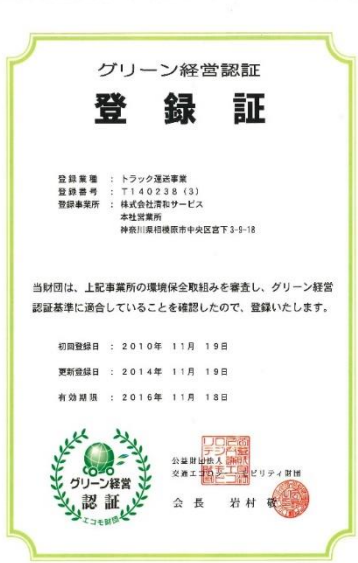 グリーン経営認証
登録証
登録業種 ： トラック運送事業
登録番号 ： T140238（3）
登録事業所 ： 株式会社清和サービス
本社営業所
神奈川県相模原市中央区宮下3-9-18
当財団は、上記事業所の環境保全取組みを審査し、グリーン経営
認証基準に適合していることを確認したので、登録いたします。
初回登録日 ： 2010年 11月 19日
更新登録日 ： 2014年 11月 19日
有効期限 ： 2016年 11月 18日
グリーン経営
認証
エコモ財団
公益財団法人
交通エコロジー・モビリティ財団
会長 岩村 敬